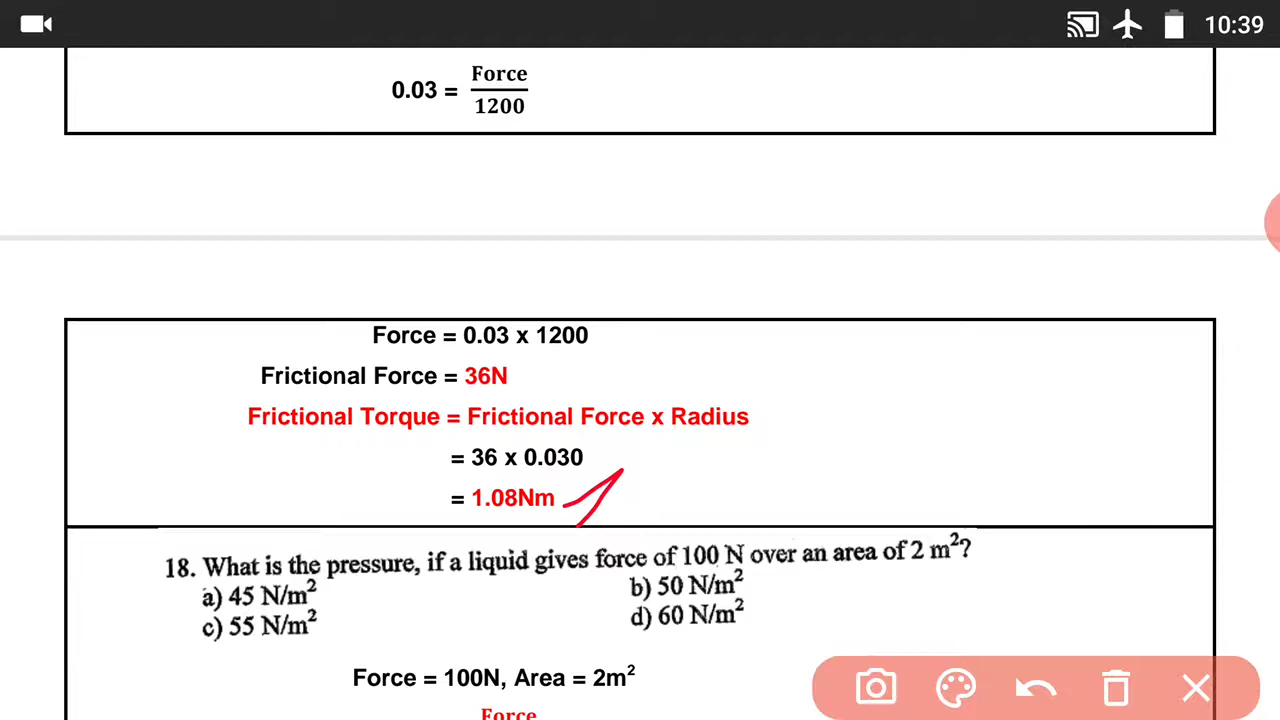 10:39
0.03 = Force
1200
Force = 0.03 x 1200
Frictional Force = 36N
Frictional Torque = Frictional Force x Radius
= 36 x 0.030
= 1.08Nm
18. What is the pressure, if a liquid gives force of 100 N over an area of 2 m²?
a) 45 N/m² b) 50 N/m²
c) 55 N/m² d) 60 N/m²
Force = 100N, Area = 2m²
Force